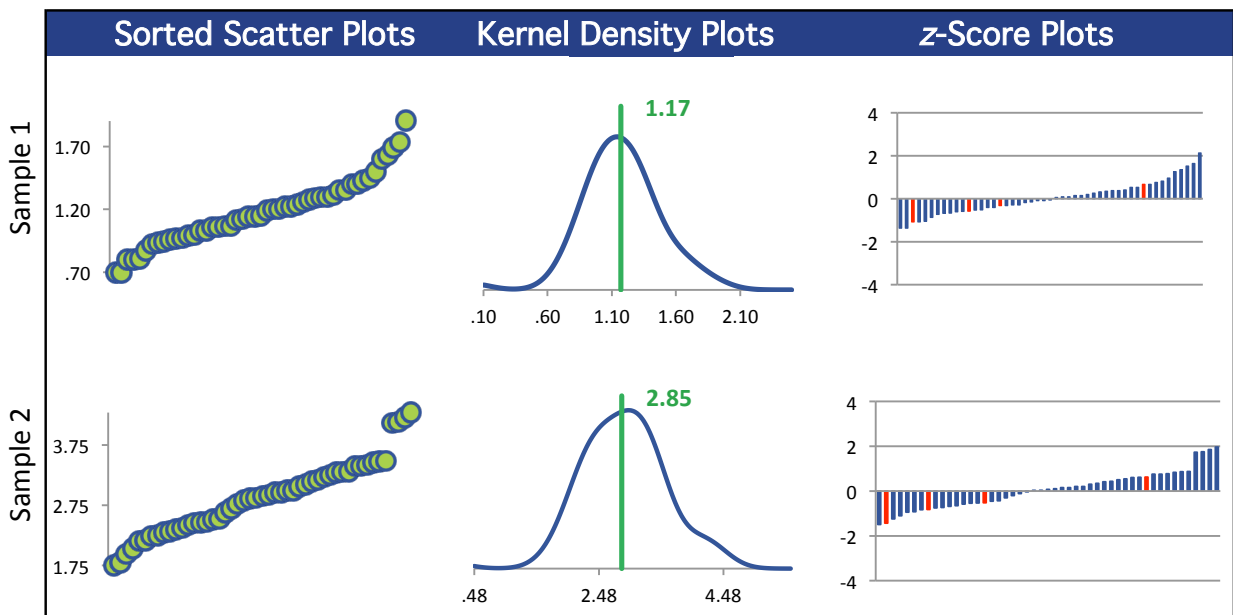 Sorted Scatter Plots
Kernel Density Plots
z-Score Plots
Sample 1
1.70
1.20
.70
1.17
.10 .60 1.10 1.60 2.10
4
2
0
-2
-4
Sample 2
3.75
2.75
1.75
2.85
.48 2.48 4.48
4
2
0
-2
-4